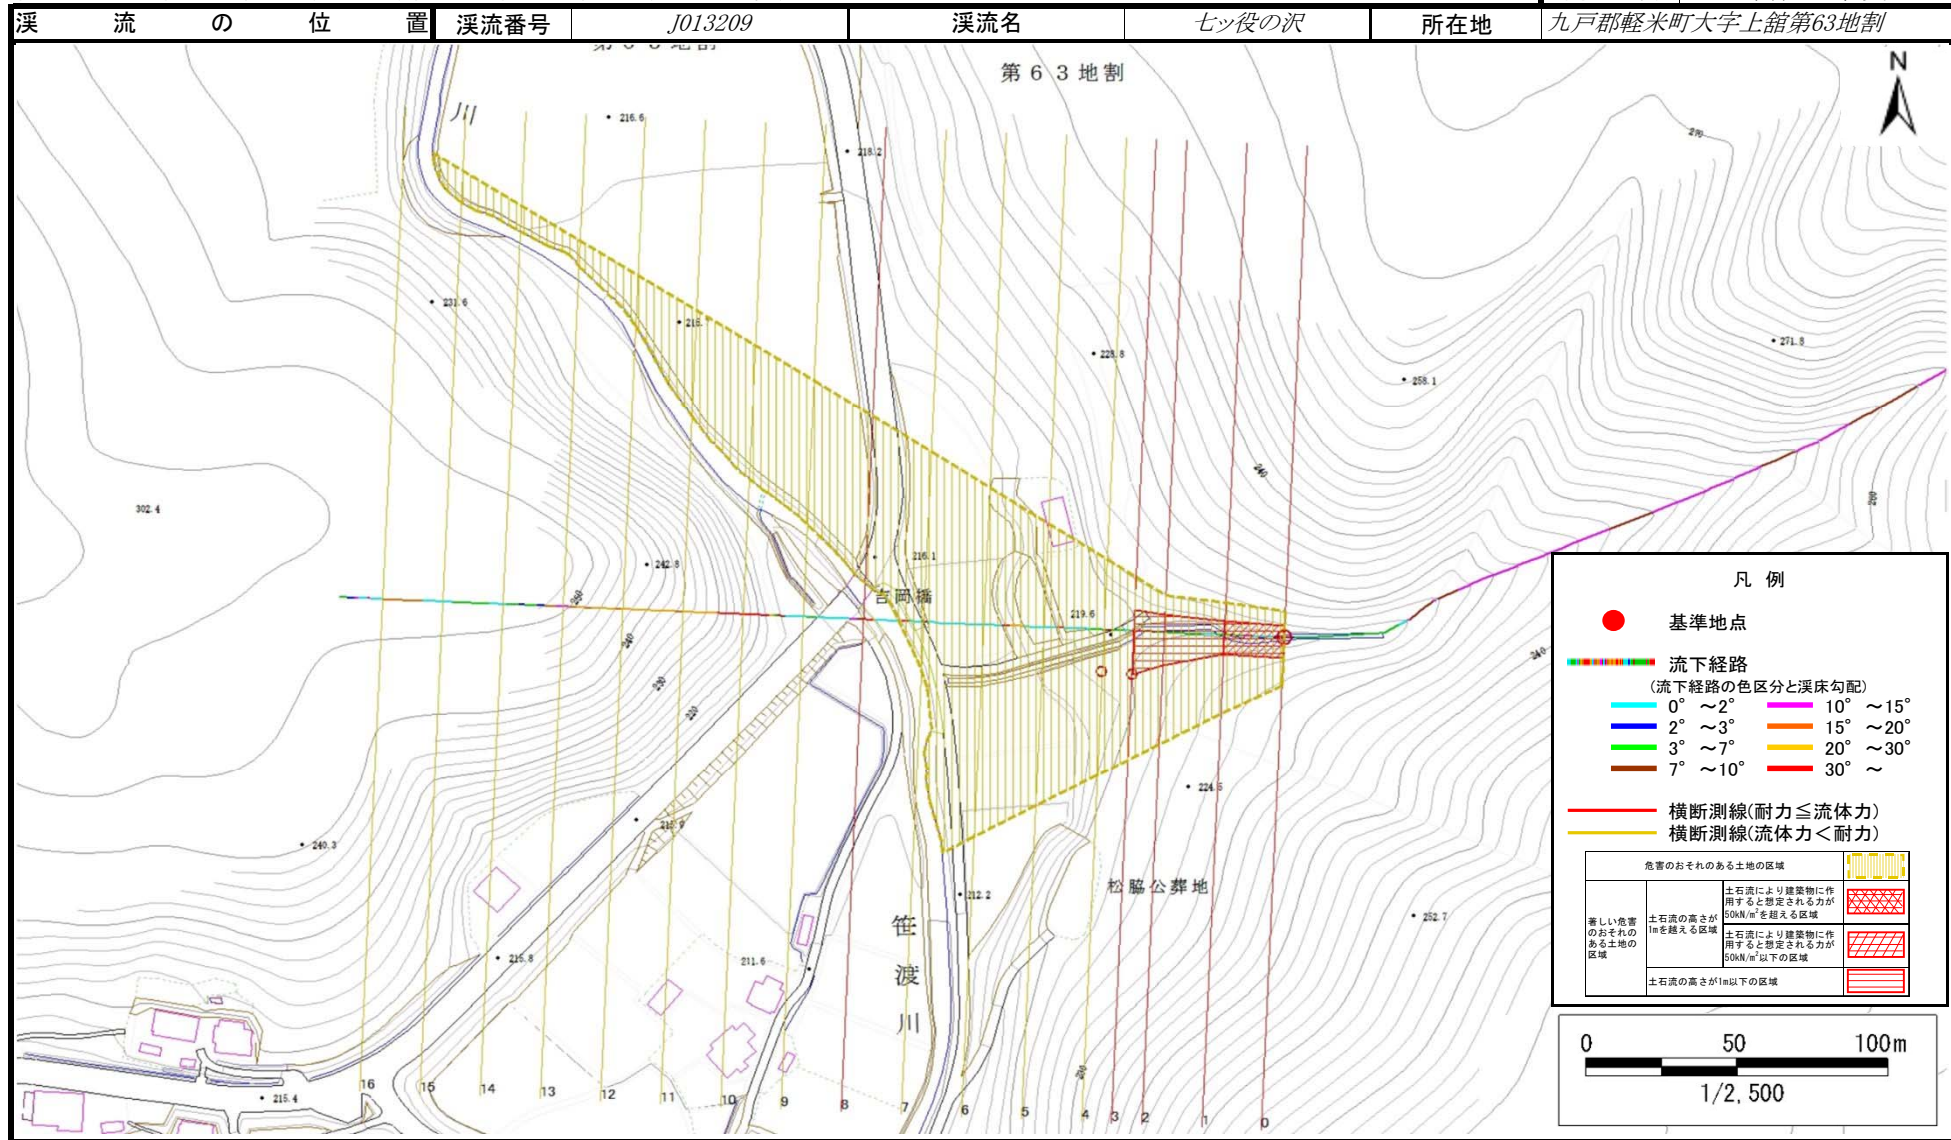 渓流の位置 渓流番号 J013209 渓流名 七ッ役の沢 所在地 九戸郡軽米町大字上舘第63地割
第６３地割
N
川
216.6
218.2
270
231.6
215.
228.8
258.1
271.8
240
260
302.4
216.1
242.8
吉岡橋
250
219.6
240
240
230
220
224.5
215.9
240.3
松脇公葬地
212.2
252.7
笹渡川
215.8
211.6
250
215.4
16 15 14 13 12 11 10 9 8 7 6 5 4 3 2 1 0
凡 例
基準地点
流下経路
(流下経路の色区分と渓床勾配)
0° ～2° 10° ～15°
2° ～3° 15° ～20°
3° ～7° 20° ～30°
7° ～10° 30° ～
横断測線(耐力≦流体力)
横断測線(流体力＜耐力)
危害のおそれのある土地の区域
著しい危害
のおそれの
ある土地の
区域
土石流の高さが
1mを越える区域
土石流により建築物に作
用すると想定される力が
50kN/m²を超える区域
土石流により建築物に作
用すると想定される力が
50kN/m²以下の区域
土石流の高さが1m以下の区域
0 50 100m
1/2,500